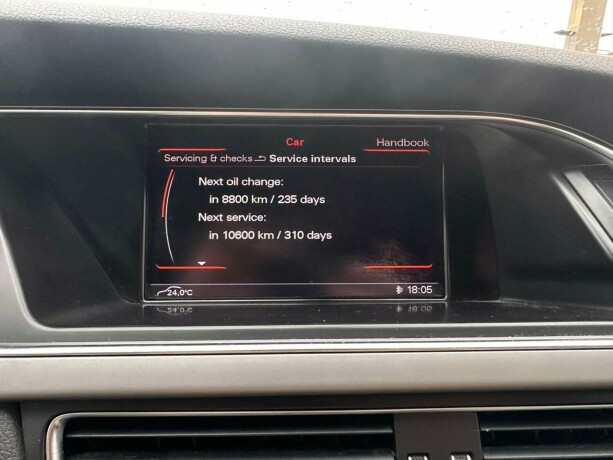 Car
Handbook
Servicing & checks Service intervals
Next oil change:
in 8800 km / 235 days
Next service:
in 10600 km / 310 days
24,0°C 18:05